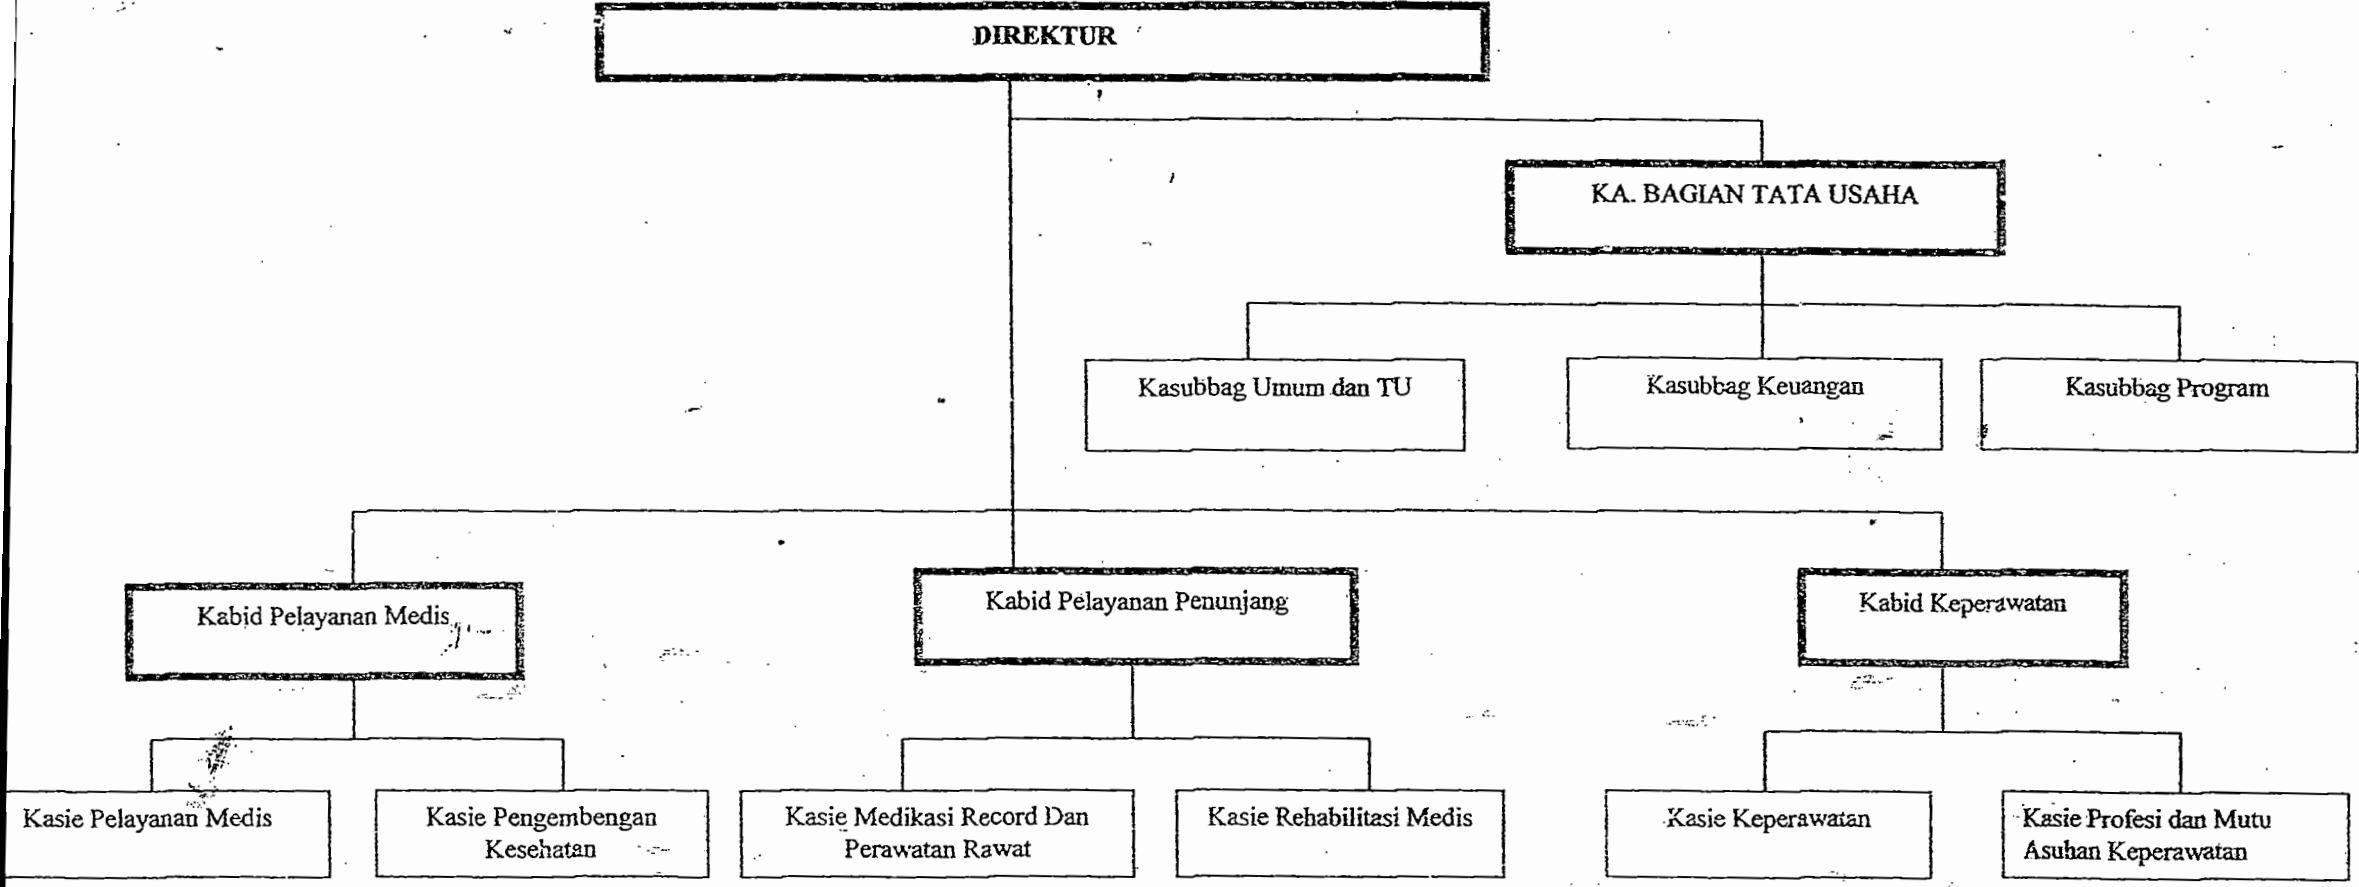 DIREKTUR
KA. BAGIAN TATA USAHA
Kasubbag Umum dan TU
Kasubbag Keuangan
Kasubbag Program
Kabid Pelayanan Medis
Kabid Pelayanan Penunjang
Kabid Keperawatan
Kasie Pelayanan Medis
Kasie Pengembengan
Kesehatan
Kasie Medikasi Record Dan
Perawatan Rawat
Kasie Rehabilitasi Medis
Kasie Keperawatan
Kasie Profesi dan Mutu
Asuhan Keperawatan